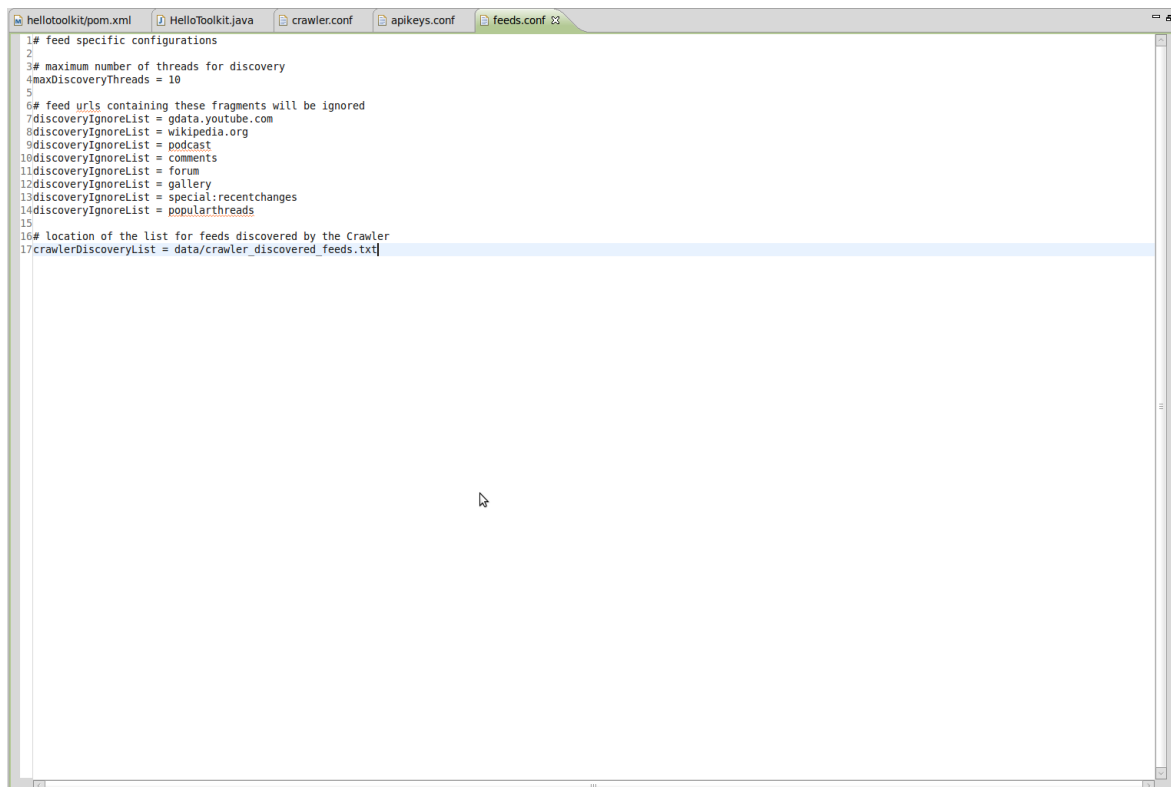 hellotoolkit/pom.xml HelloToolkit.java crawler.conf apikeys.conf feeds.conf
1# feed specific configurations
2
3# maximum number of threads for discovery
4maxDiscoveryThreads = 10
5
6# feed urls containing these fragments will be ignored
7discoveryIgnoreList = gdata.youtube.com
8discoveryIgnoreList = wikipedia.org
9discoveryIgnoreList = podcast
10discoveryIgnoreList = comments
11discoveryIgnoreList = forum
12discoveryIgnoreList = gallery
13discoveryIgnoreList = special:recentchanges
14discoveryIgnoreList = popularthreads
15
16# location of the list for feeds discovered by the Crawler
17crawlerDiscoveryList = data/crawler_discovered_feeds.txt